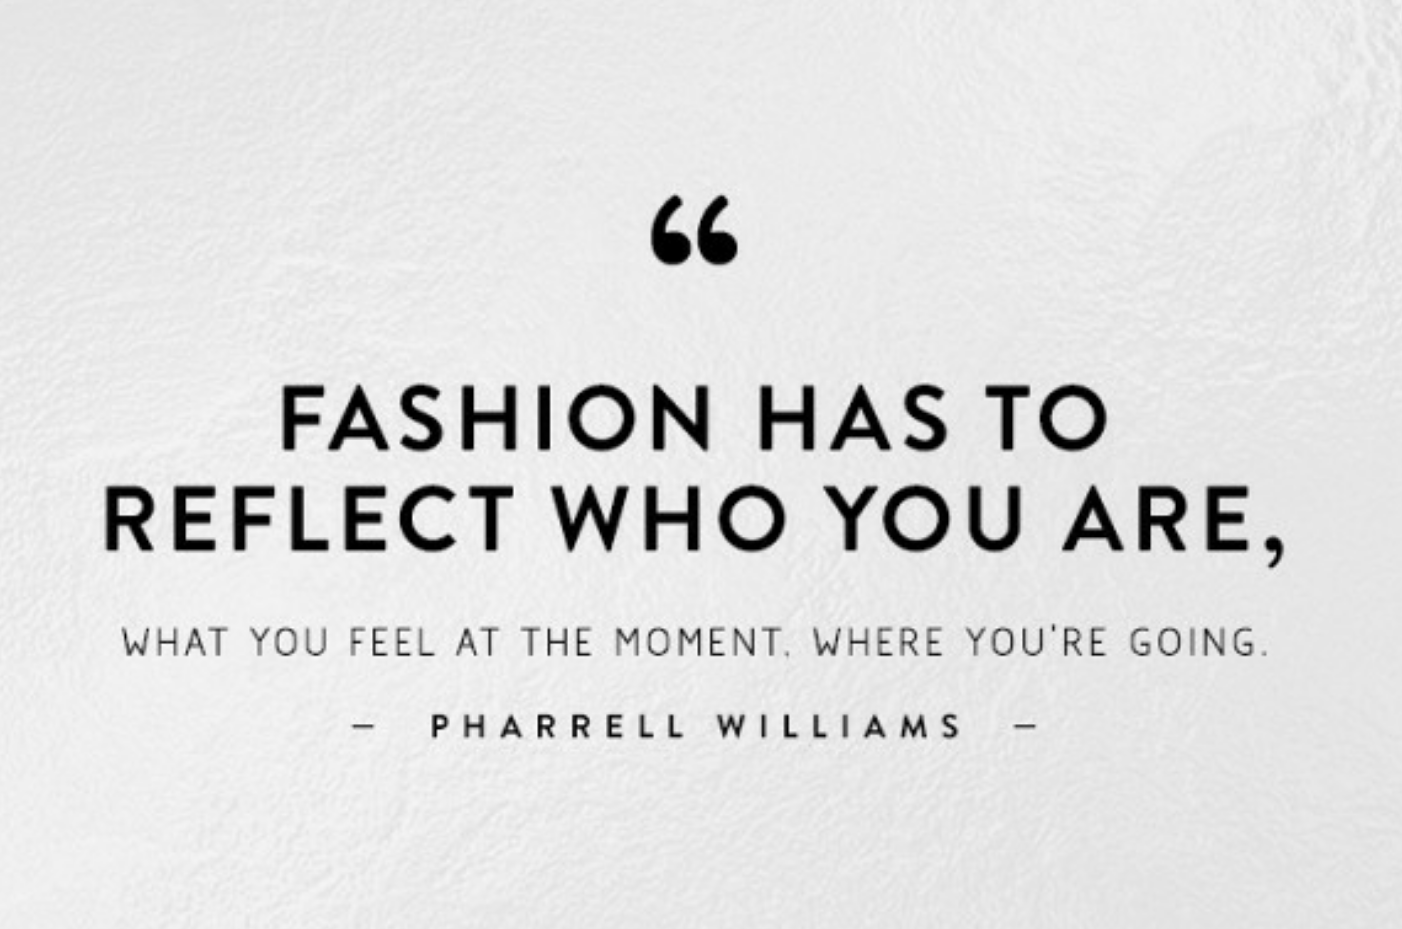 “
FASHION HAS TO
REFLECT WHO YOU ARE,
WHAT YOU FEEL AT THE MOMENT. WHERE YOU'RE GOING.
– PHARRELL WILLIAMS –